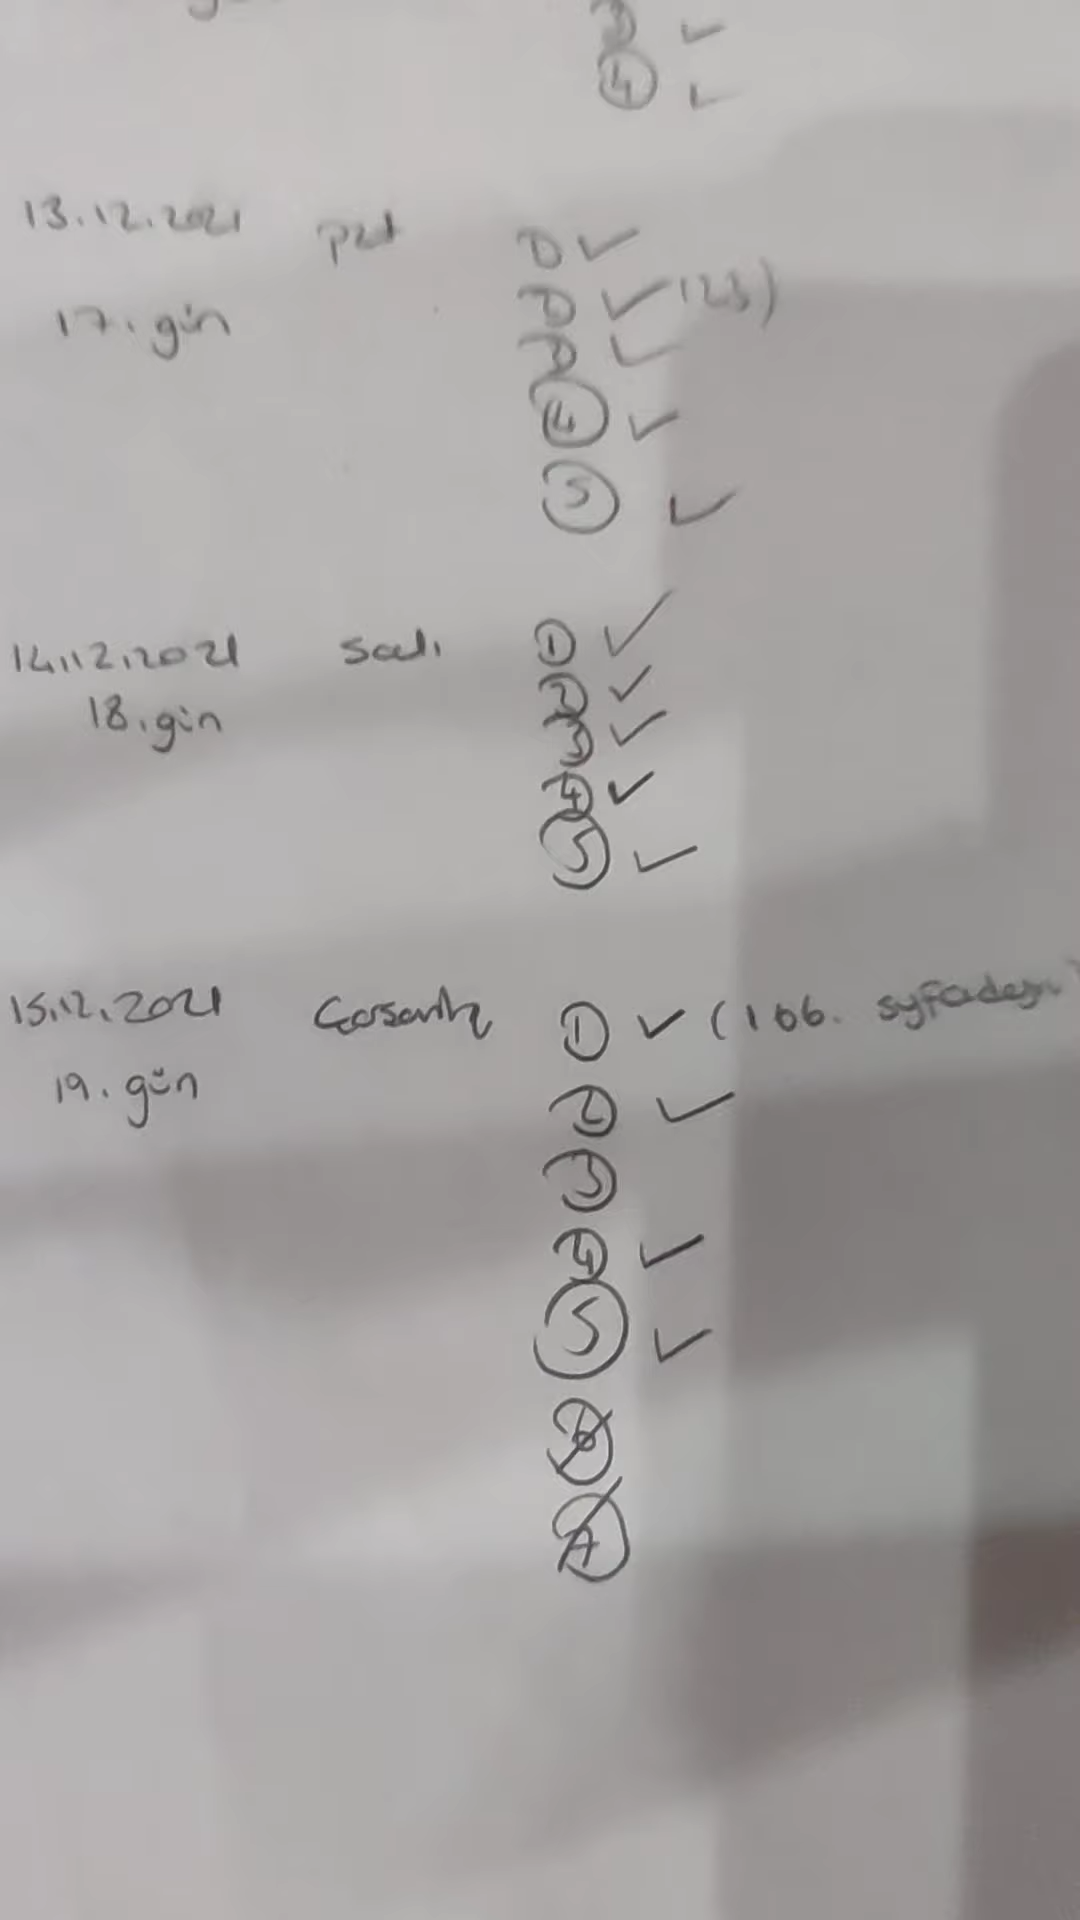 ④ ✓
13.12.2021 pzt ① ✓
② ✓ (123)
17. gün ③ ✓
④ ✓
⑤ ✓
14.12.2021 Salı ① ✓
② ✓
18. gün ③ ✓
④ ✓
⑤ ✓
15.12.2021 Çarşamba ① ✓ (166. syfadayı
19. gün ② ✓
③
④ ✓
⑤ ✓
⑥
⑦